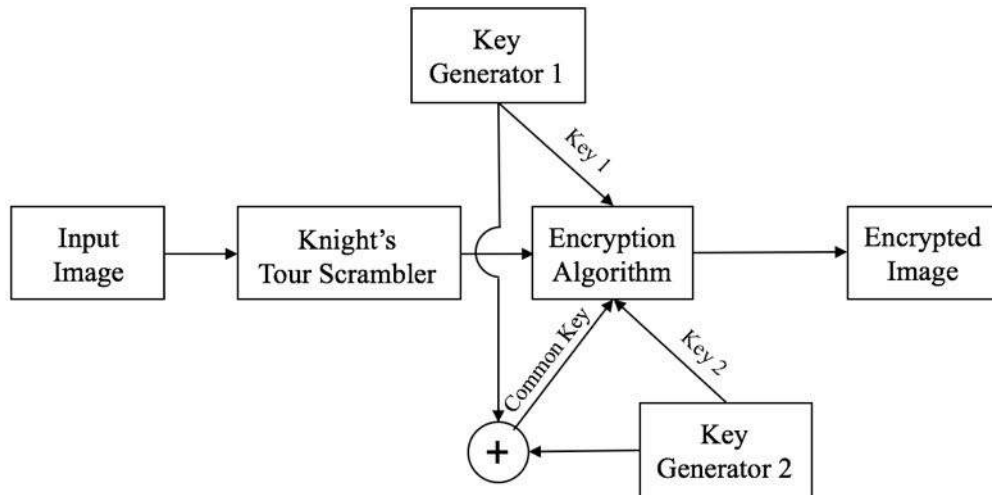 Key
Generator 1
Key 1
Input
Image
Knight's
Tour Scrambler
Encryption
Algorithm
Encrypted
Image
Common Key
Key 2
+
Key
Generator 2